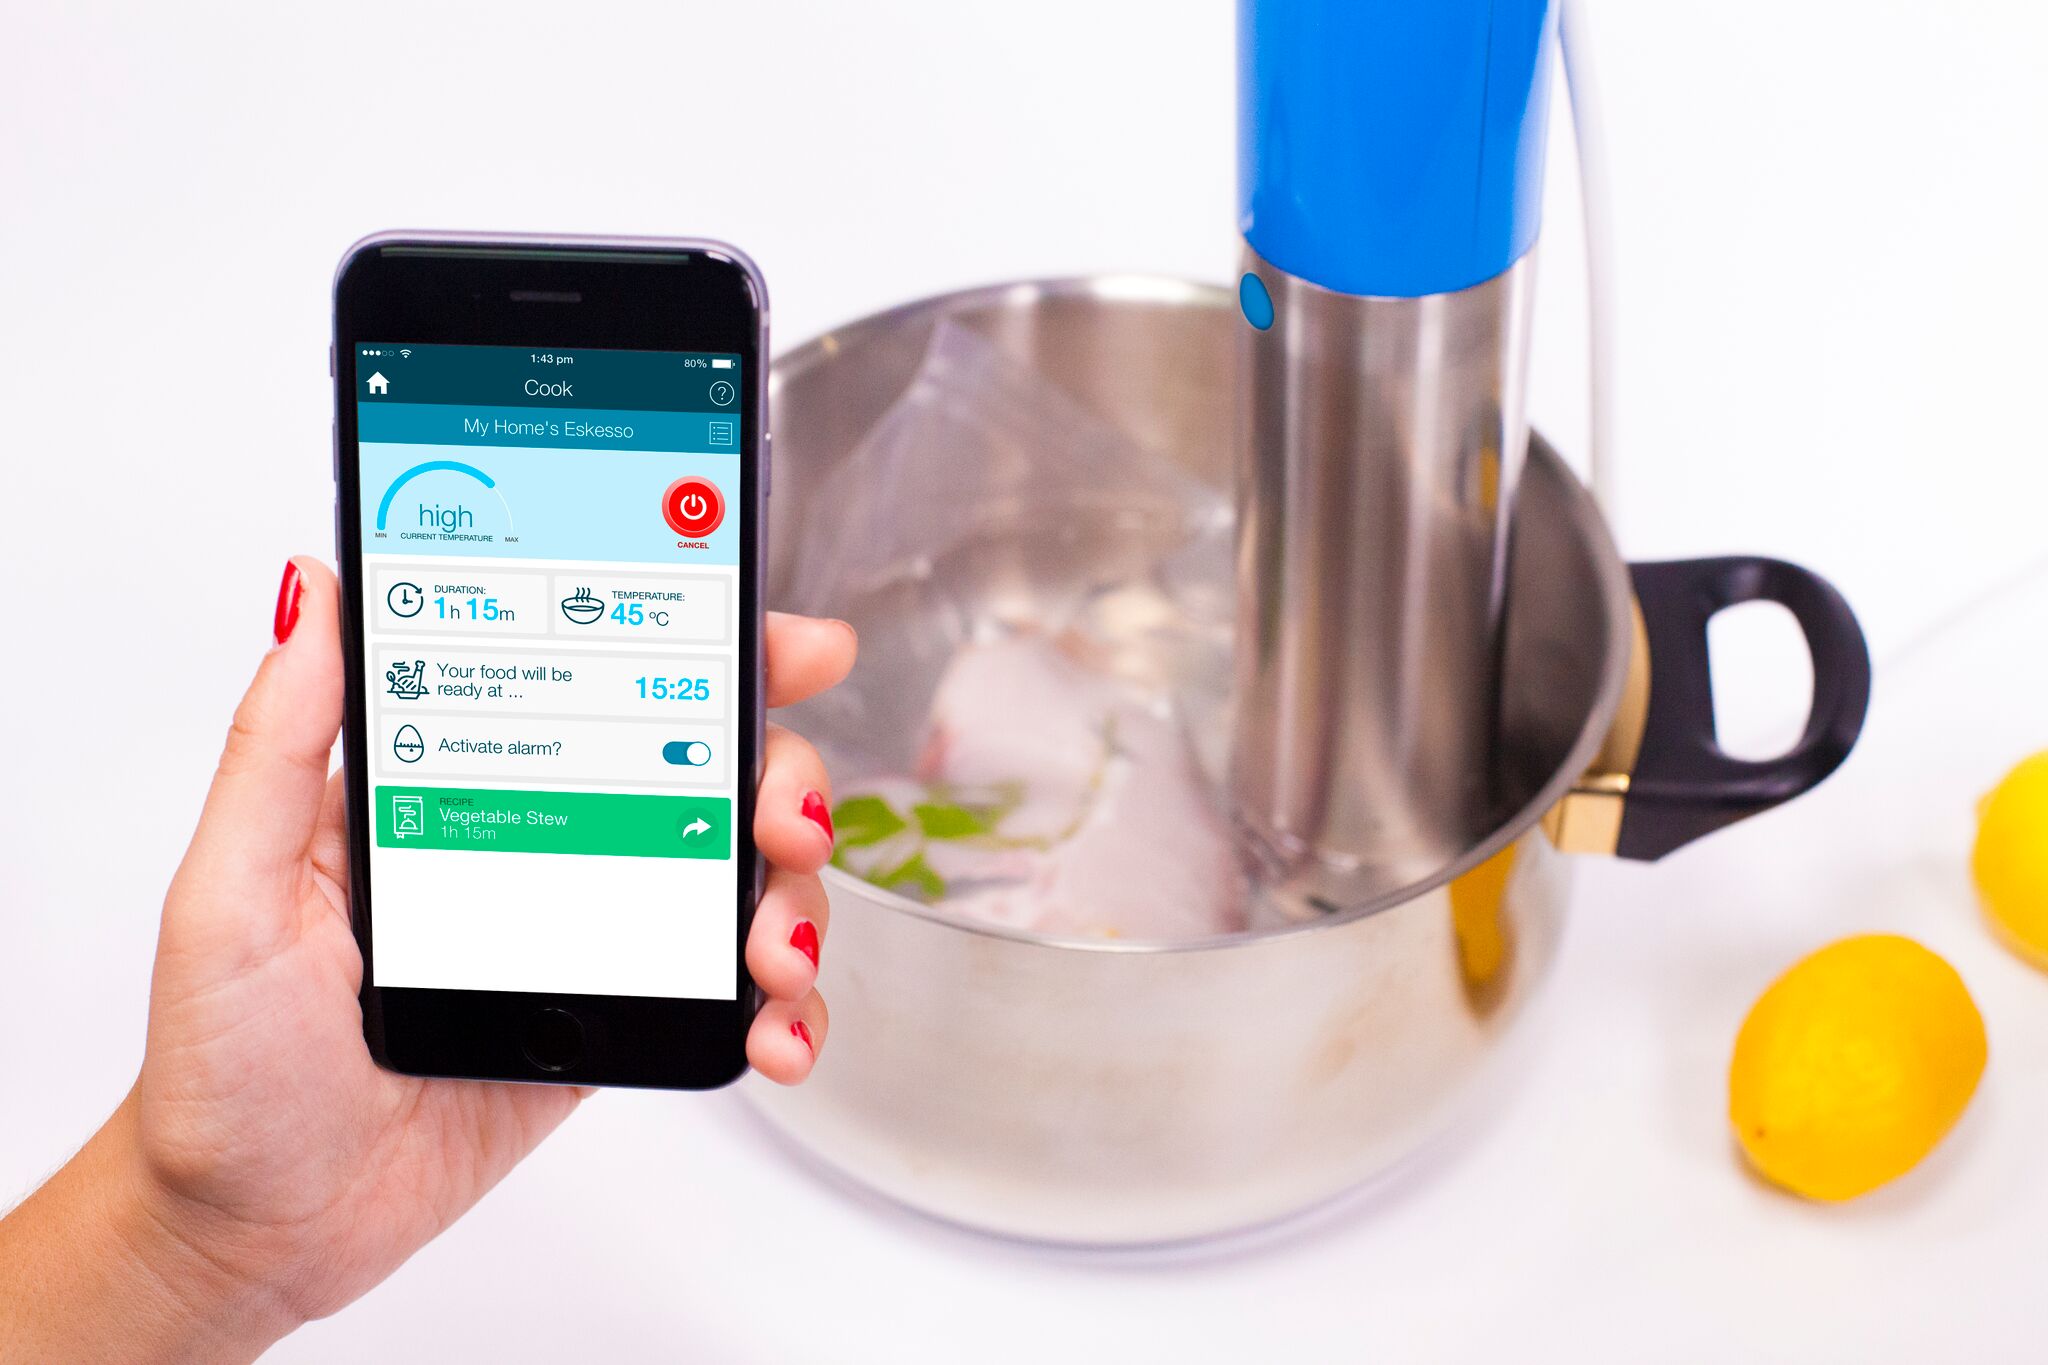 1:43 pm
80%
Cook
?
My Home's Eskesso
high
MIN
CURRENT TEMPERATURE
MAX
CANCEL
DURATION:
1h 15m
TEMPERATURE:
45 ºC
Your food will be
ready at ...
15:25
Activate alarm?
RECIPE
Vegetable Stew
1h 15m